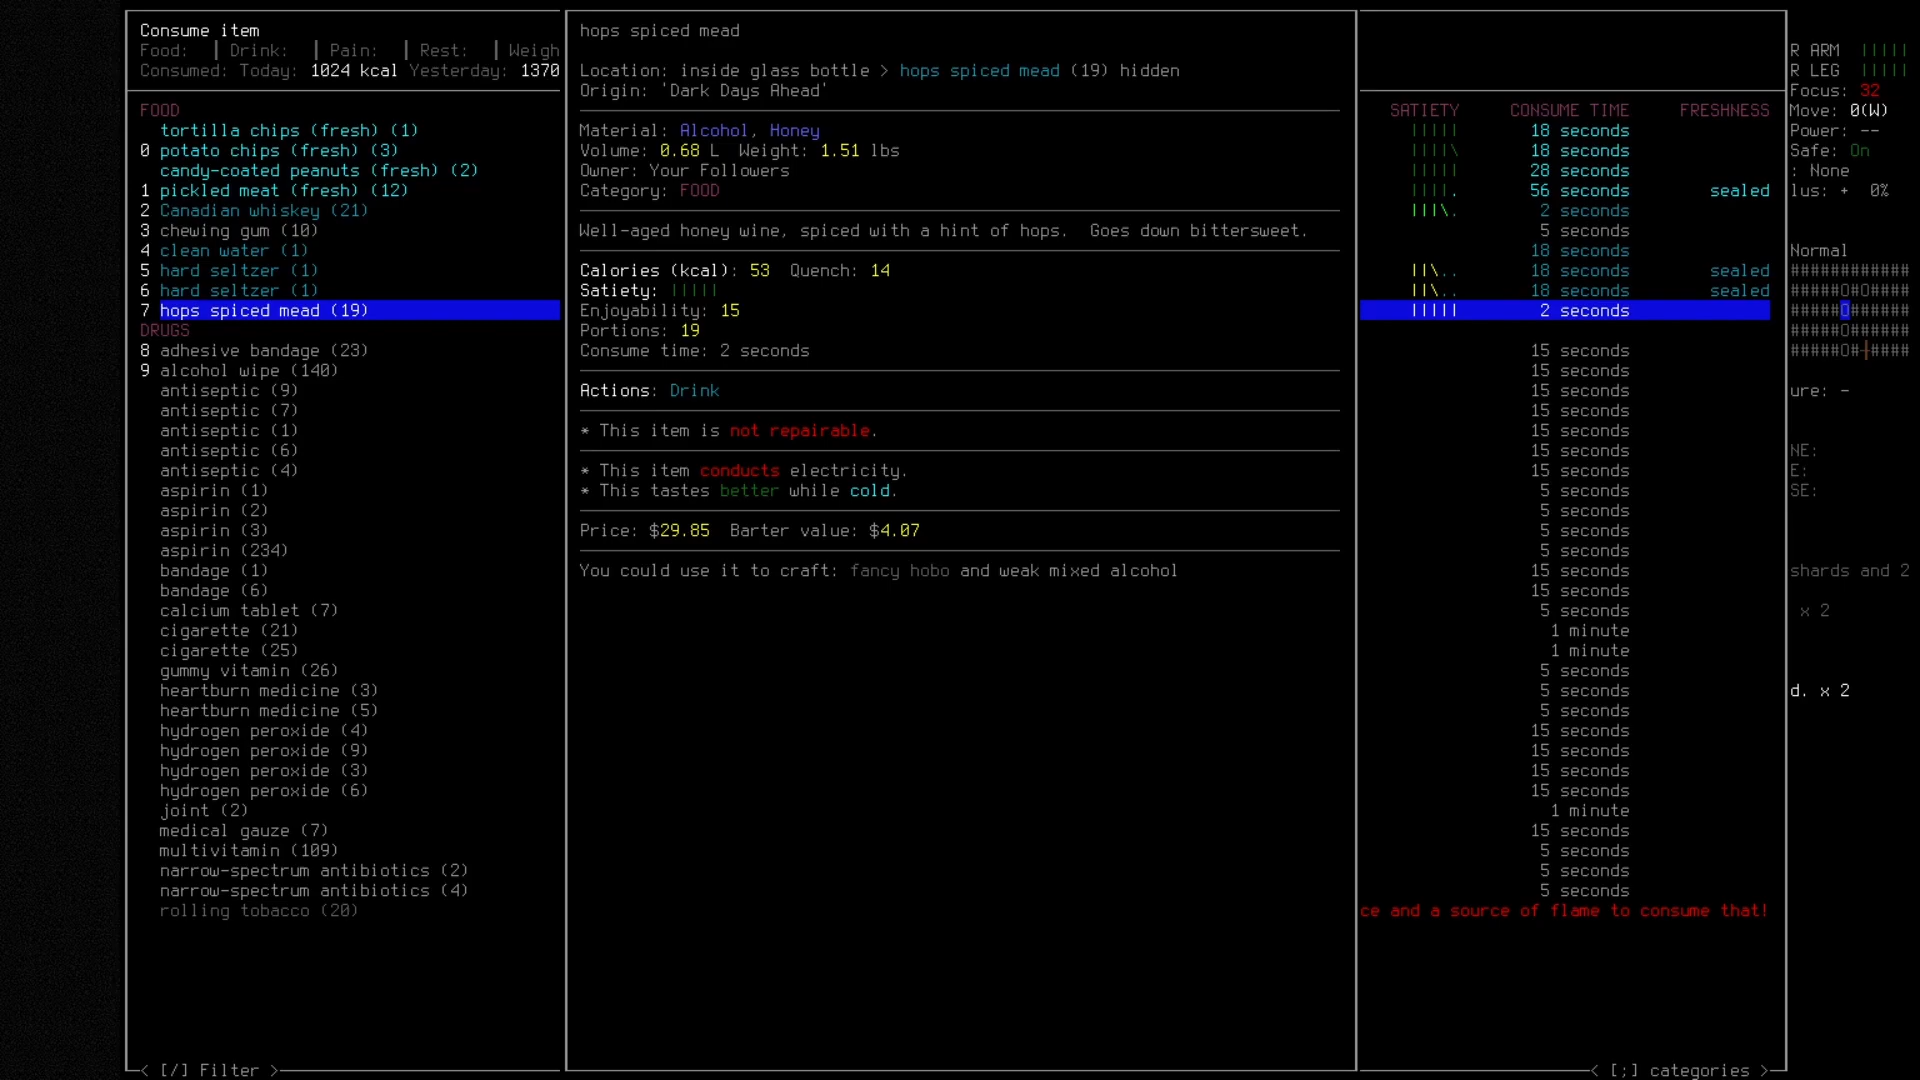 Consume item
Food: | Drink: | Pain: | Rest: | Weigh
Consumed: Today: 1024 kcal Yesterday: 1370
FOOD
tortilla chips (fresh) (1)
0 potato chips (fresh) (3)
candy-coated peanuts (fresh) (2)
1 pickled meat (fresh) (12)
2 Canadian whiskey (21)
3 chewing gum (10)
4 clean water (1)
5 hard seltzer (1)
6 hard seltzer (1)
7 hops spiced mead (19)
DRUGS
8 adhesive bandage (23)
9 alcohol wipe (140)
antiseptic (9)
antiseptic (7)
antiseptic (1)
antiseptic (6)
antiseptic (4)
aspirin (1)
aspirin (2)
aspirin (3)
aspirin (234)
bandage (1)
bandage (6)
calcium tablet (7)
cigarette (21)
cigarette (25)
gummy vitamin (26)
heartburn medicine (3)
heartburn medicine (5)
hydrogen peroxide (4)
hydrogen peroxide (9)
hydrogen peroxide (3)
hydrogen peroxide (6)
joint (2)
medical gauze (7)
multivitamin (109)
narrow-spectrum antibiotics (2)
narrow-spectrum antibiotics (4)
rolling tobacco (20)
< [/] Filter >
hops spiced mead
Location: inside glass bottle > hops spiced mead (19) hidden
Origin: 'Dark Days Ahead'
Material: Alcohol, Honey
Volume: 0.68 L Weight: 1.51 lbs
Owner: Your Followers
Category: FOOD
Well-aged honey wine, spiced with a hint of hops. Goes down bittersweet.
Calories (kcal): 53 Quench: 14
Satiety: |||||
Enjoyability: 15
Portions: 19
Consume time: 2 seconds
Actions: Drink
* This item is not repairable.
* This item conducts electricity.
* This tastes better while cold.
Price: $29.85 Barter value: $4.07
You could use it to craft: fancy hobo and weak mixed alcohol
SATIETY CONSUME TIME FRESHNESS
||||| 18 seconds
||||\ 18 seconds
||||| 28 seconds
||||. 56 seconds sealed
|||\. 2 seconds
5 seconds
18 seconds
||\.. 18 seconds sealed
||\.. 18 seconds sealed
||||| 2 seconds
15 seconds
15 seconds
15 seconds
15 seconds
15 seconds
15 seconds
15 seconds
5 seconds
5 seconds
5 seconds
5 seconds
15 seconds
15 seconds
5 seconds
1 minute
1 minute
5 seconds
5 seconds
5 seconds
15 seconds
15 seconds
15 seconds
15 seconds
1 minute
15 seconds
5 seconds
5 seconds
5 seconds
ce and a source of flame to consume that!
< [;] categories >
R ARM |||||
R LEG |||||
Focus: 32
Move: 0(W)
Power: --
Safe: On
: None
lus: + 0%
Normal
############
#####O#O####
#####O######
#####O######
#####O#┼####
ure: -
NE:
E:
SE:
shards and 2
x 2
d. x 2